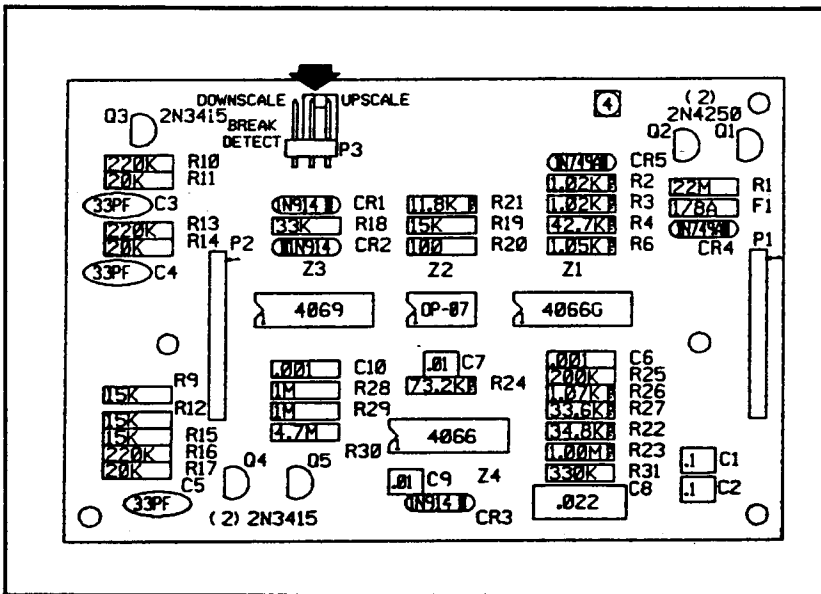 DOWNSCALE UPSCALE
BREAK
DETECT
P3
4
(2)
2N4250
Q3 2N3415
Q2 Q1
220K R10
20K R11
33PF C3
220K R13
20K R14
33PF C4
P2
1N914 CR1
33K R18
1N914 CR2
Z3
11.8K R21
15K R19
100 R20
Z2
1N749A CR5
1.02K R2
1.02K R3
42.7K R4
1.05K R6
Z1
22M R1
1/8A F1
1N749A
CR4
P1
4069
OP-07
4066G
R9
15K
R12
15K
15K R15
220K R16
20K R17
C5
33PF
Q4 Q5
(2) 2N3415
.001 C10
1M R28
1M R29
4.7M
R30
.01 C7
73.2K R24
4066
.01 C9 Z4
1N914
CR3
.001 C6
200K R25
1.07K R26
33.6K R27
34.8K R22
1.00M R23
330K R31
C8
.022
.1 C1
.1 C2